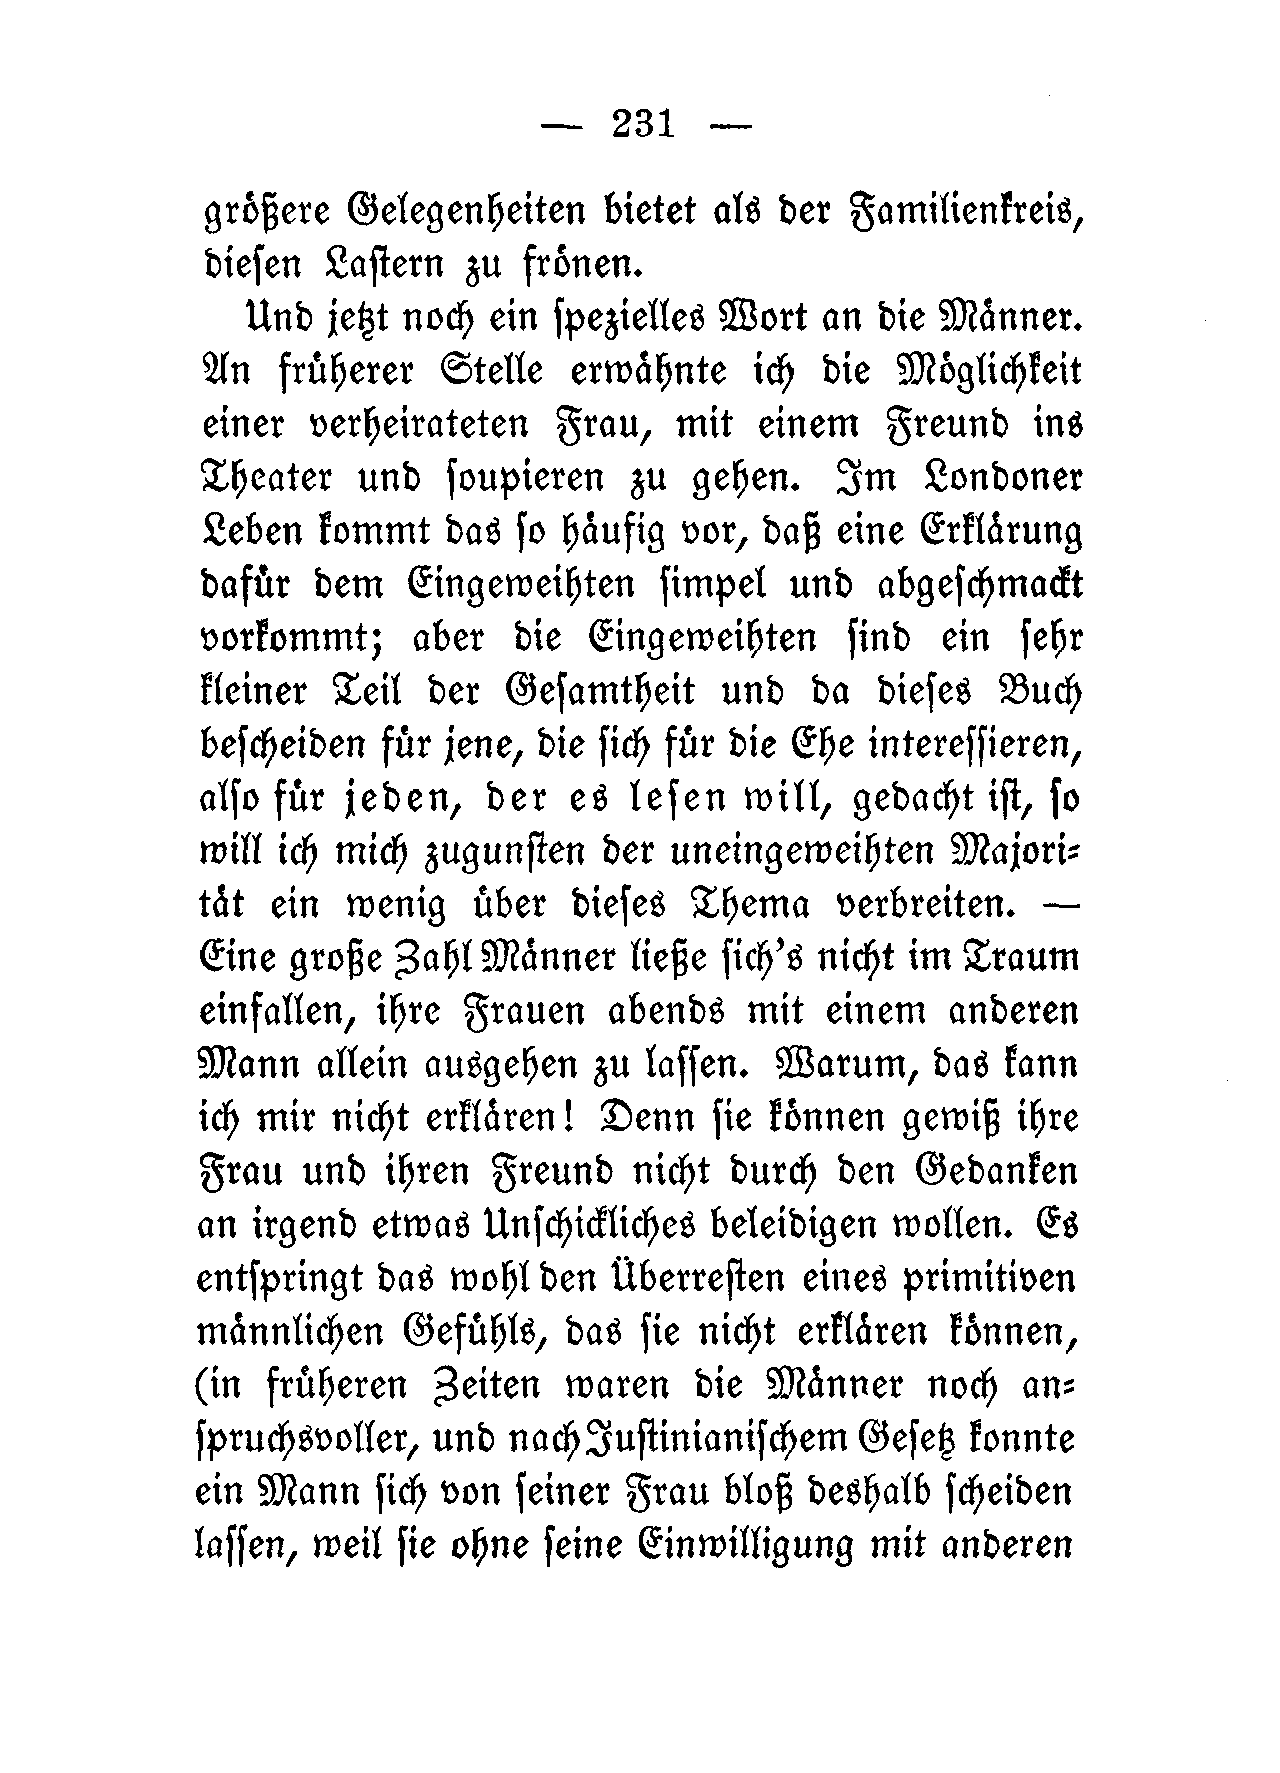 — 231 —
größere Gelegenheiten bietet als der Familienkreis,
diesen Lastern zu frönen.
Und jetzt noch ein spezielles Wort an die Männer.
An früherer Stelle erwähnte ich die Möglichkeit
einer verheirateten Frau, mit einem Freund ins
Theater und soupieren zu gehen. Im Londoner
Leben kommt das so häufig vor, daß eine Erklärung
dafür dem Eingeweihten simpel und abgeschmackt
vorkommt; aber die Eingeweihten sind ein sehr
kleiner Teil der Gesamtheit und da dieses Buch
bescheiden für jene, die sich für die Ehe interessieren,
also für jeden, der es lesen will, gedacht ist, so
will ich mich zugunsten der uneingeweihten Majori-
tät ein wenig über dieses Thema verbreiten. —
Eine große Zahl Männer ließe sich's nicht im Traum
einfallen, ihre Frauen abends mit einem anderen
Mann allein ausgehen zu lassen. Warum, das kann
ich mir nicht erklären! Denn sie können gewiß ihre
Frau und ihren Freund nicht durch den Gedanken
an irgend etwas Unschickliches beleidigen wollen. Es
entspringt das wohl den Überresten eines primitiven
männlichen Gefühls, das sie nicht erklären können,
(in früheren Zeiten waren die Männer noch an-
spruchsvoller, und nach Justinianischem Gesetz konnte
ein Mann sich von seiner Frau bloß deshalb scheiden
lassen, weil sie ohne seine Einwilligung mit anderen